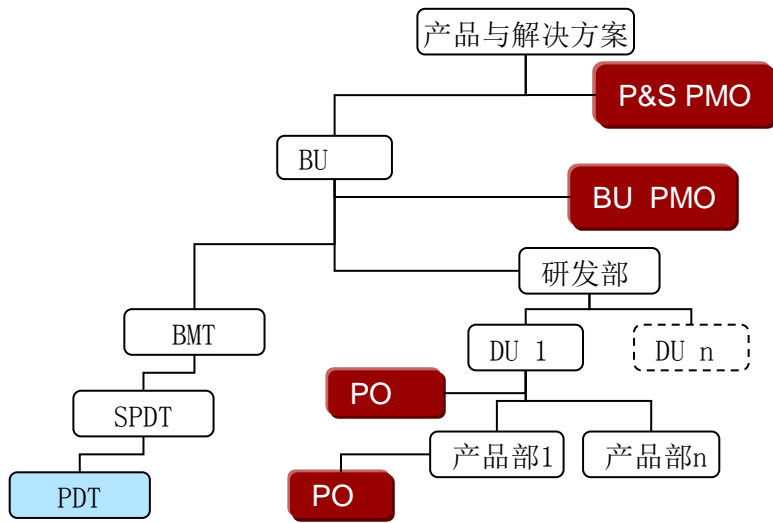 产品与解决方案
P&S PMO
BU
BU PMO
研发部
BMT
DU 1
DU n
PO
SPDT
产品部1
产品部n
PDT
PO